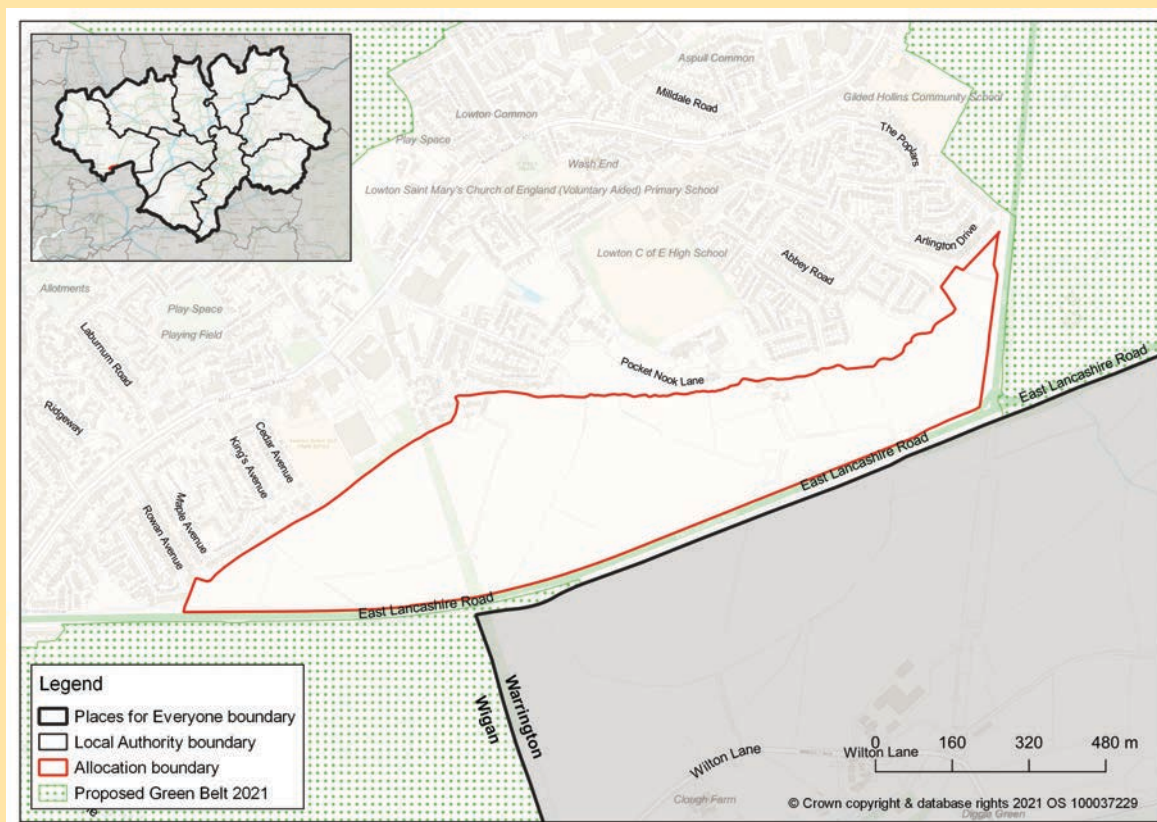 Aspull Common
Milldale Road
Gilded Hollins Community School
Lowton Common
The Poplars
Play Space
Wash End
Lowton Saint Mary's Church of England (Voluntary Aided) Primary School
Arlington Drive
Lowton C of E High School
Abbey Road
Allotments
Play Space
Laburnum Road
Playing Field
Pocket Nook Lane
East Lancashire Road
Ridgeway
Cedar Avenue
King's Avenue
East Lancashire Road
Maple Avenue
Rowan Avenue
East Lancashire Road
Legend
Places for Everyone boundary
Local Authority boundary
Allocation boundary
Proposed Green Belt 2021
Wigan
Warrington
Wilton Lane
Wilton Lane
0 160 320 480 m
Clough Farm
© Crown copyright & database rights 2021 OS 100037229
Diggle Green